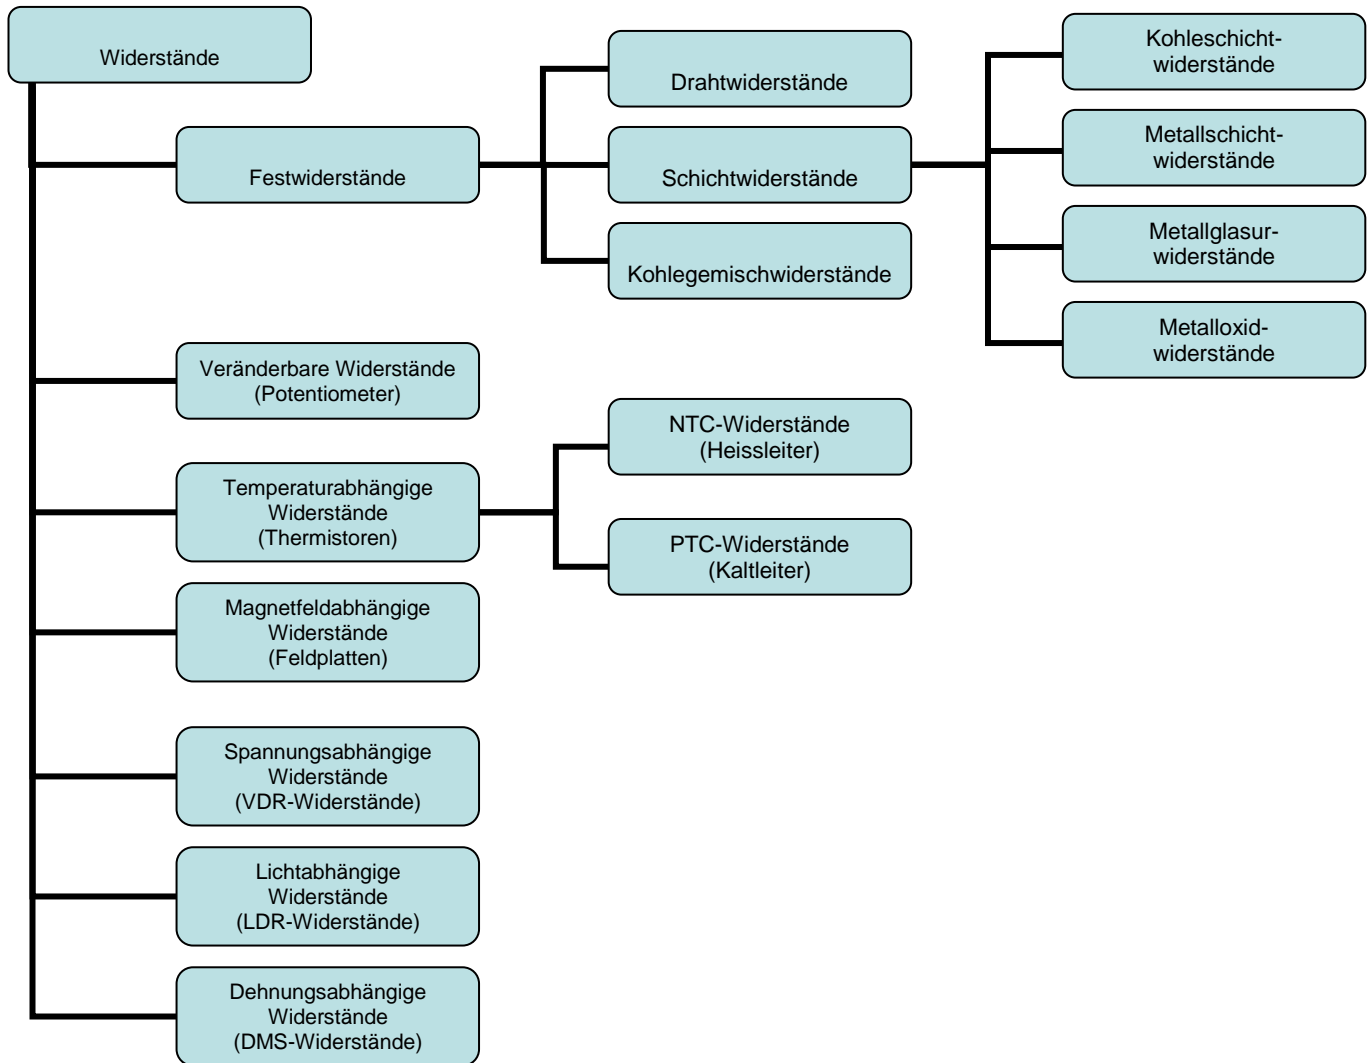 Widerstände
Festwiderstände
Drahtwiderstände
Schichtwiderstände
Kohlegemischwiderstände
Kohleschicht-
widerstände
Metallschicht-
widerstände
Metallglasur-
widerstände
Metalloxid-
widerstände
Veränderbare Widerstände
(Potentiometer)
Temperaturabhängige
Widerstände
(Thermistoren)
NTC-Widerstände
(Heissleiter)
PTC-Widerstände
(Kaltleiter)
Magnetfeldabhängige
Widerstände
(Feldplatten)
Spannungsabhängige
Widerstände
(VDR-Widerstände)
Lichtabhängige
Widerstände
(LDR-Widerstände)
Dehnungsabhängige
Widerstände
(DMS-Widerstände)